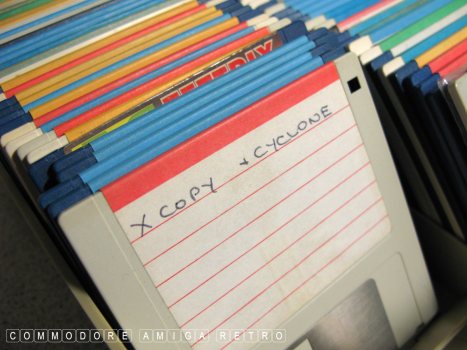 X COPY + CYCLONE
COMMODORE AMIGA RETRO